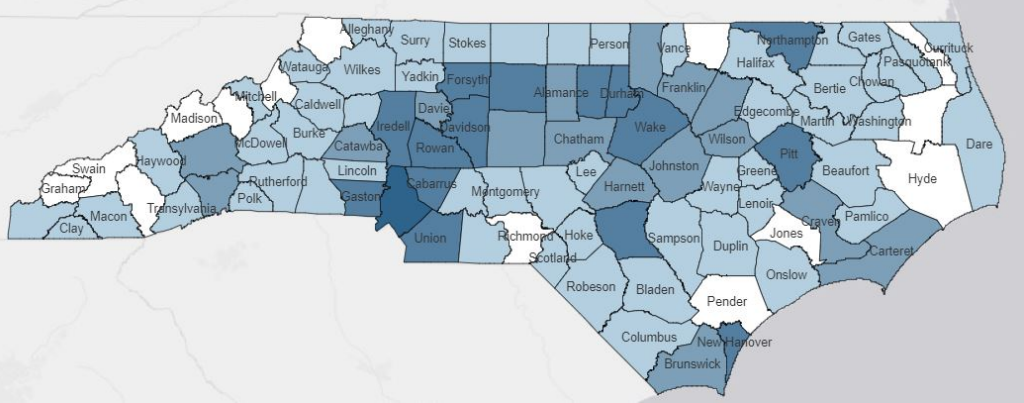 Alleghany
Surry
Stokes
Person
Vance
Northampton
Gates
Currituck
Pasquotank
Halifax
Watauga
Wilkes
Yadkin
Forsyth
Alamance
Durham
Franklin
Bertie
Chowan
Mitchell
Caldwell
Davie
Edgecombe
Martin
Washington
Madison
Iredell
Davidson
Wake
McDowell
Burke
Catawba
Rowan
Chatham
Wilson
Pitt
Dare
Haywood
Swain
Lincoln
Johnston
Greene
Beaufort
Hyde
Graham
Rutherford
Polk
Gaston
Cabarrus
Montgomery
Lee
Harnett
Wayne
Lenoir
Transylvania
Macon
Clay
Union
Richmond
Hoke
Sampson
Duplin
Jones
Craven
Pamlico
Scotland
Carteret
Robeson
Bladen
Onslow
Pender
Columbus
New Hanover
Brunswick